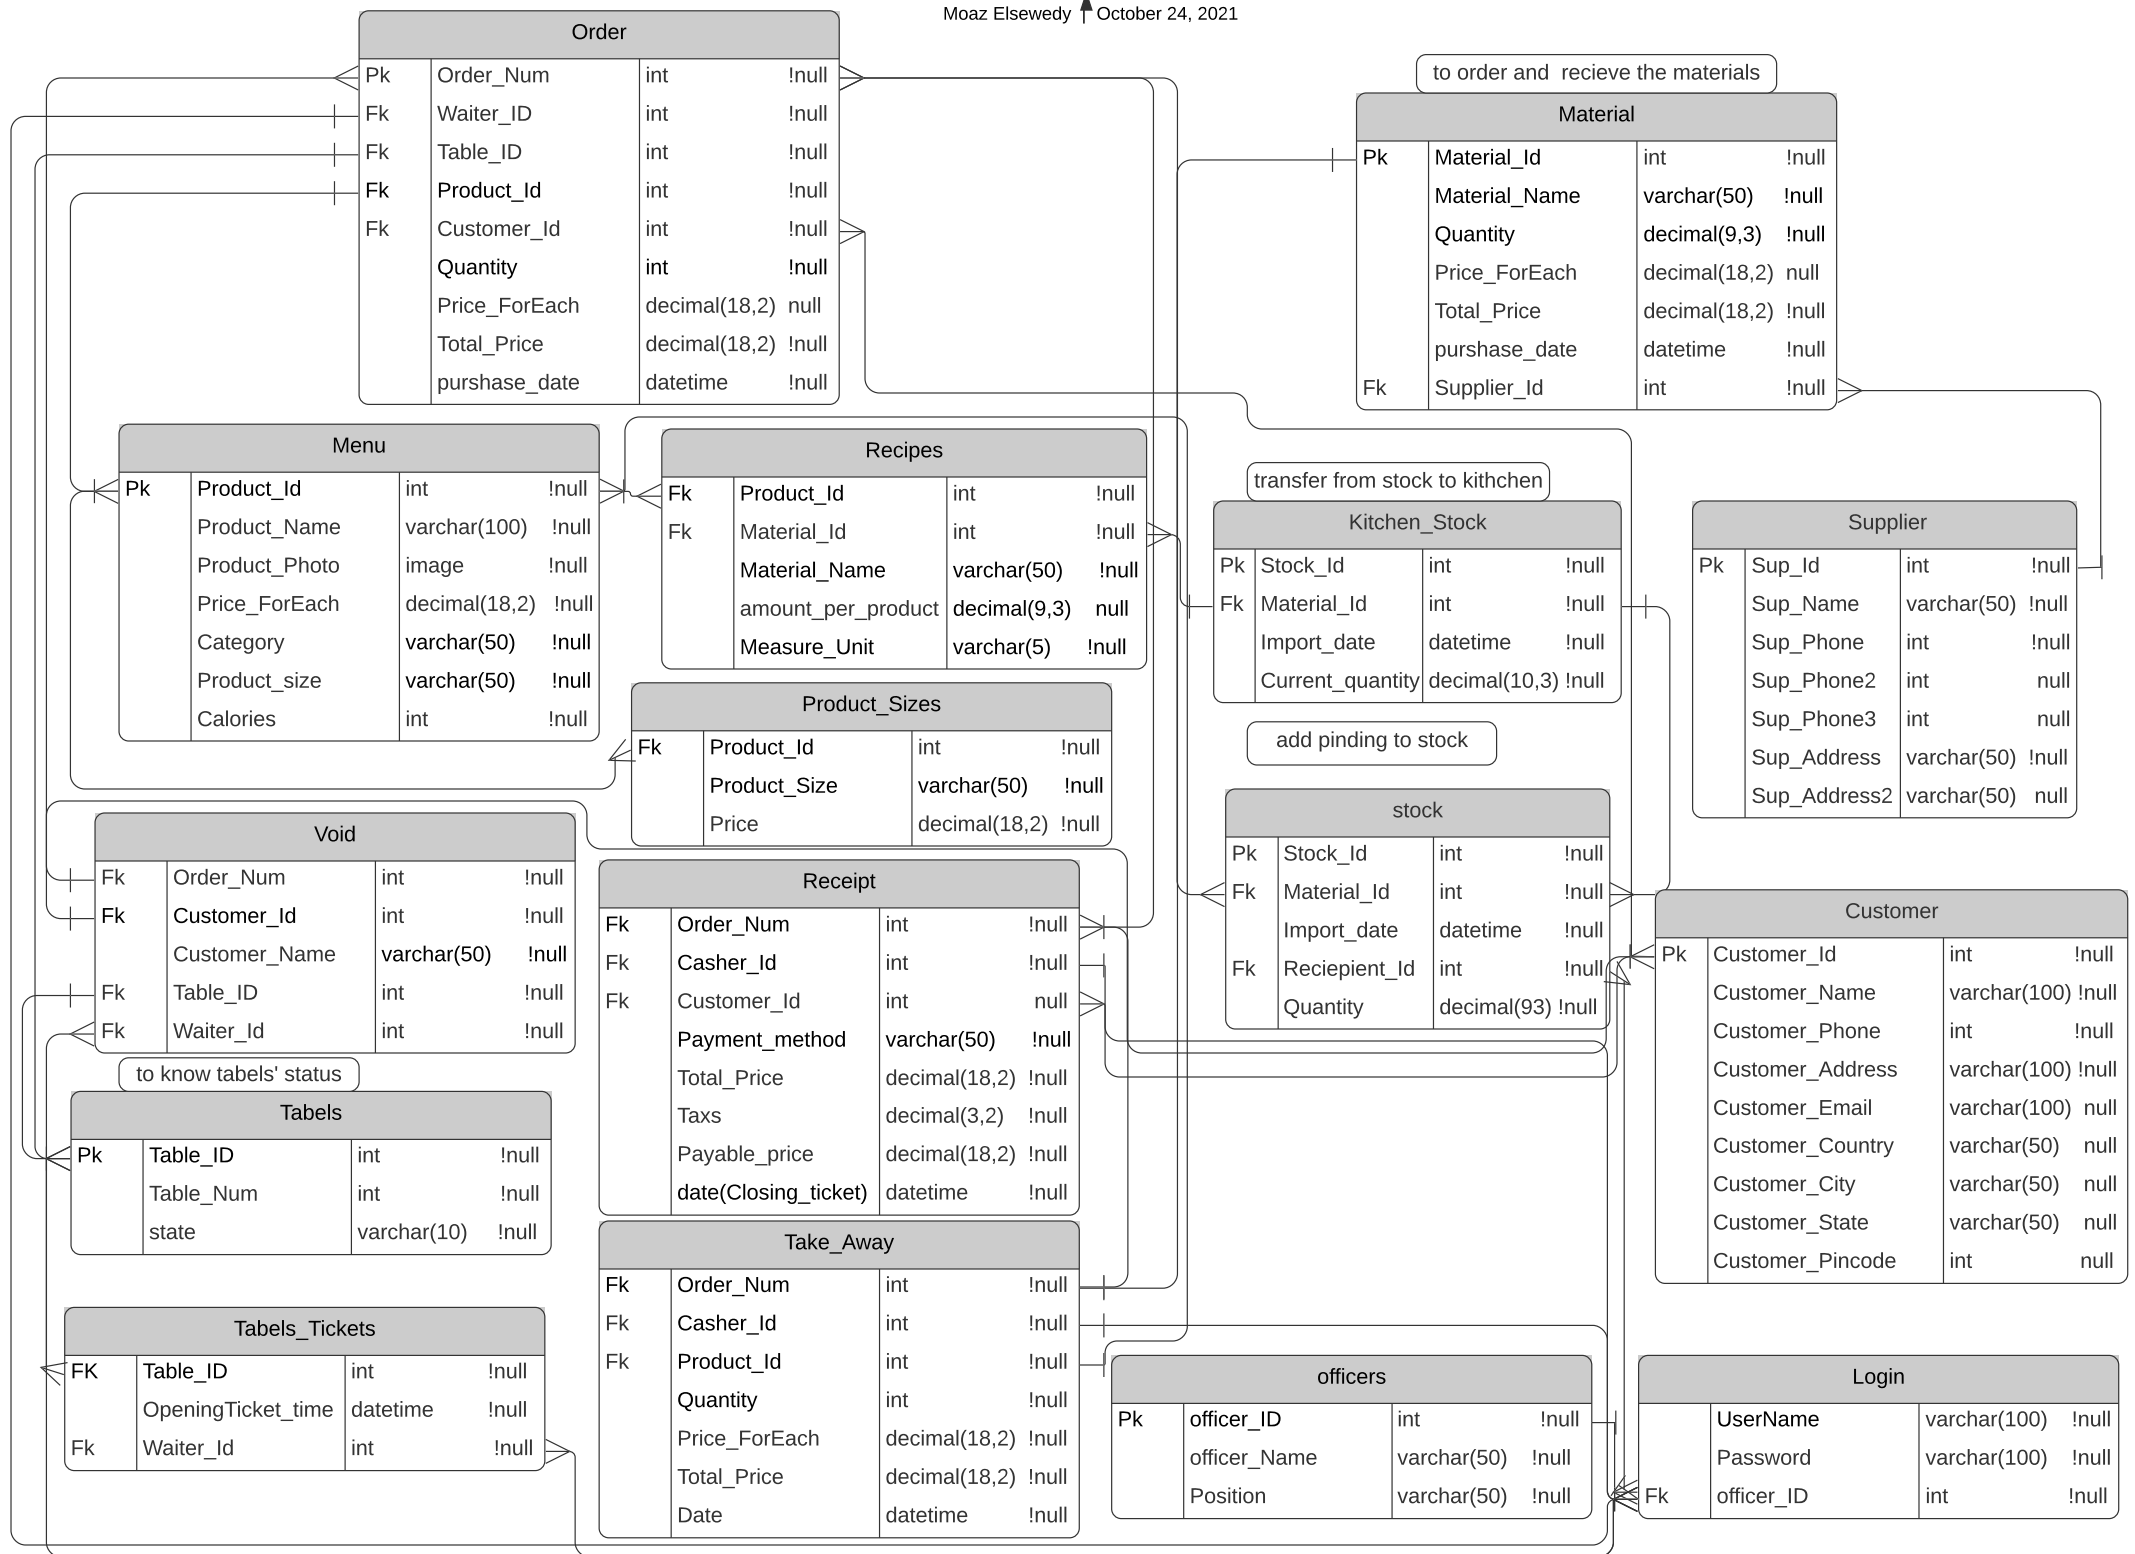 Moaz Elsewedy October 24, 2021
Order
Pk Order_Num int !null
Fk Waiter_ID int !null
Fk Table_ID int !null
Fk Product_Id int !null
Fk Customer_Id int !null
Quantity int !null
Price_ForEach decimal(18,2) null
Total_Price decimal(18,2) !null
purshase_date datetime !null
to order and recieve the materials
Material
Pk Material_Id int !null
Material_Name varchar(50) !null
Quantity decimal(9,3) !null
Price_ForEach decimal(18,2) null
Total_Price decimal(18,2) !null
purshase_date datetime !null
Fk Supplier_Id int !null
Menu
Pk Product_Id int !null
Product_Name varchar(100) !null
Product_Photo image !null
Price_ForEach decimal(18,2) !null
Category varchar(50) !null
Product_size varchar(50) !null
Calories int !null
Recipes
Fk Product_Id int !null
Fk Material_Id int !null
Material_Name varchar(50) !null
amount_per_product decimal(9,3) null
Measure_Unit varchar(5) !null
transfer from stock to kithchen
Kitchen_Stock
Pk Stock_Id int !null
Fk Material_Id int !null
Import_date datetime !null
Current_quantity decimal(10,3) !null
Supplier
Pk Sup_Id int !null
Sup_Name varchar(50) !null
Sup_Phone int !null
Sup_Phone2 int null
Sup_Phone3 int null
Sup_Address varchar(50) !null
Sup_Address2 varchar(50) null
Product_Sizes
Fk Product_Id int !null
Product_Size varchar(50) !null
Price decimal(18,2) !null
add pinding to stock
stock
Pk Stock_Id int !null
Fk Material_Id int !null
Import_date datetime !null
Fk Reciepient_Id int !null
Quantity decimal(93) !null
Void
Fk Order_Num int !null
Fk Customer_Id int !null
Customer_Name varchar(50) !null
Fk Table_ID int !null
Fk Waiter_Id int !null
Receipt
Fk Order_Num int !null
Fk Casher_Id int !null
Fk Customer_Id int null
Payment_method varchar(50) !null
Total_Price decimal(18,2) !null
Taxs decimal(3,2) !null
Payable_price decimal(18,2) !null
date(Closing_ticket) datetime !null
Customer
Pk Customer_Id int !null
Customer_Name varchar(100) !null
Customer_Phone int !null
Customer_Address varchar(100) !null
Customer_Email varchar(100) null
Customer_Country varchar(50) null
Customer_City varchar(50) null
Customer_State varchar(50) null
Customer_Pincode int null
to know tabels' status
Tabels
Pk Table_ID int !null
Table_Num int !null
state varchar(10) !null
Take_Away
Fk Order_Num int !null
Fk Casher_Id int !null
Fk Product_Id int !null
Quantity int !null
Price_ForEach decimal(18,2) !null
Total_Price decimal(18,2) !null
Date datetime !null
Tabels_Tickets
FK Table_ID int !null
OpeningTicket_time datetime !null
Fk Waiter_Id int !null
officers
Pk officer_ID int !null
officer_Name varchar(50) !null
Position varchar(50) !null
Login
UserName varchar(100) !null
Password varchar(100) !null
Fk officer_ID int !null